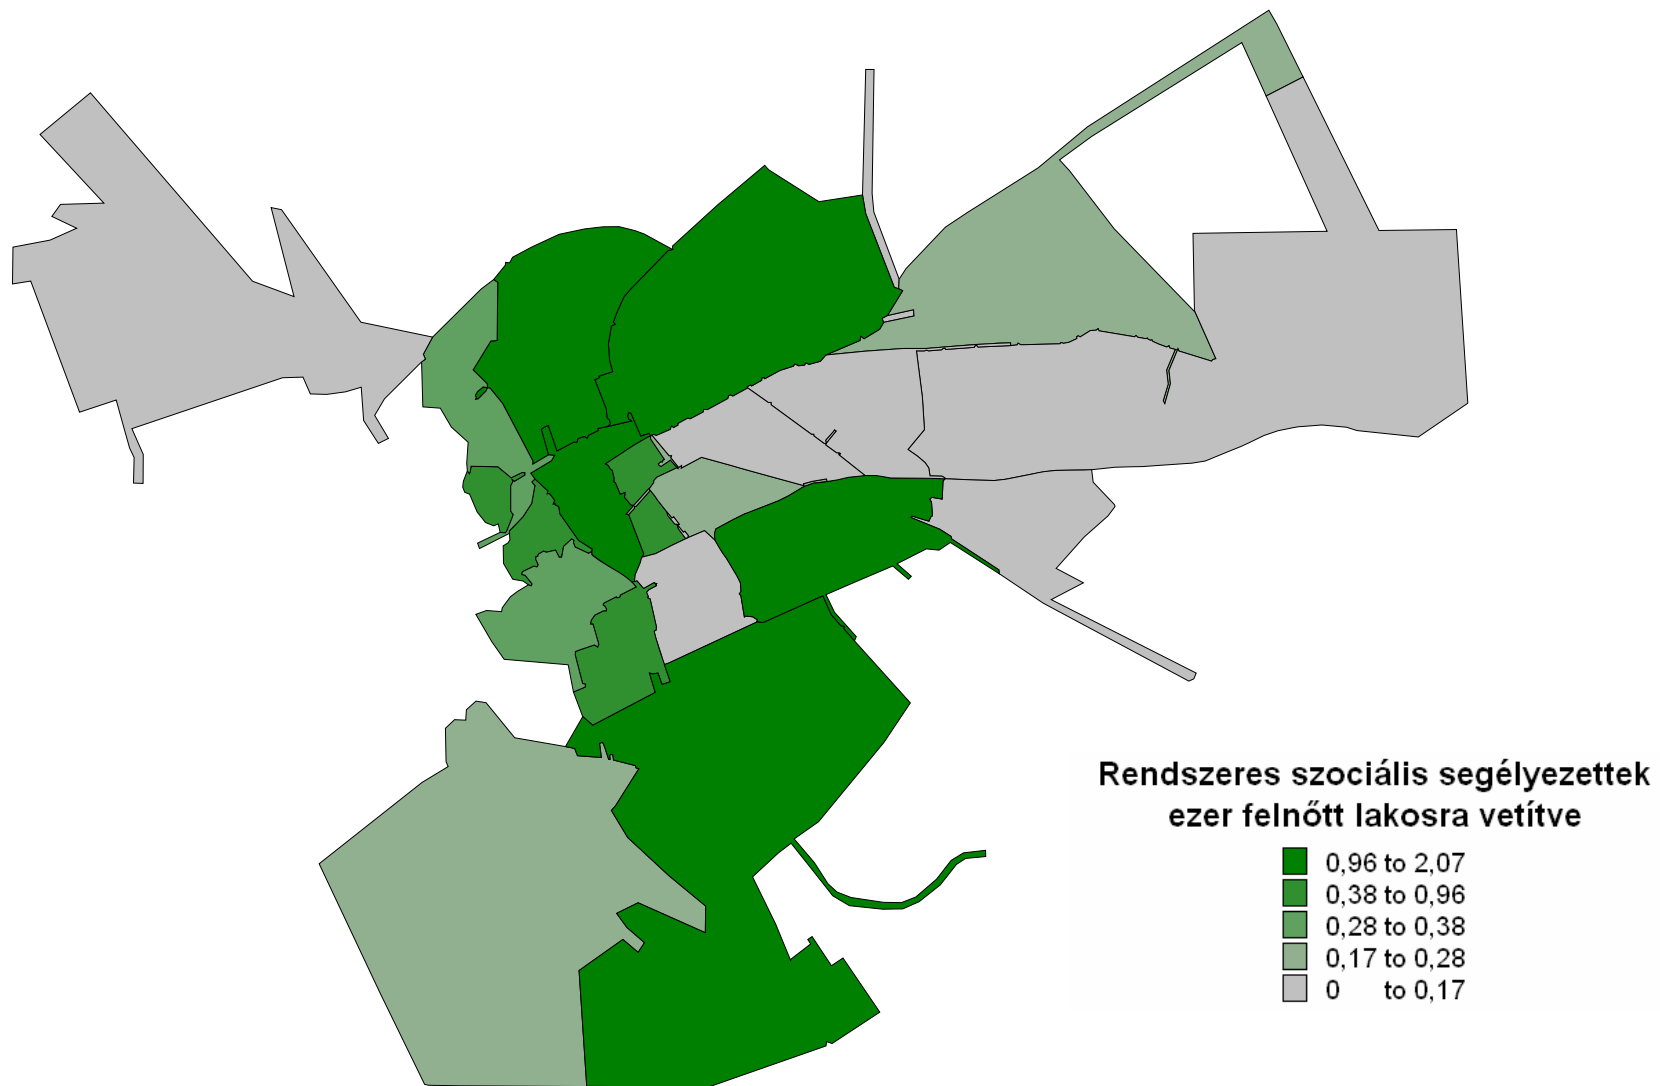 Rendszeres szociális segélyezettek
ezer felnőtt lakosra vetítve
0,96 to 2,07
0,38 to 0,96
0,28 to 0,38
0,17 to 0,28
0 to 0,17